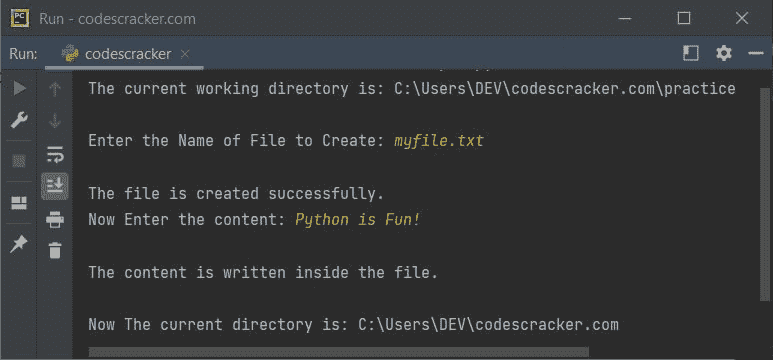 PC
Run - codescracker.com
Run: codescracker
The current working directory is: C:\Users\DEV\codescracker.com\practice
Enter the Name of File to Create: myfile.txt
The file is created successfully.
Now Enter the content: Python is Fun!
The content is written inside the file.
Now The current directory is: C:\Users\DEV\codescracker.com